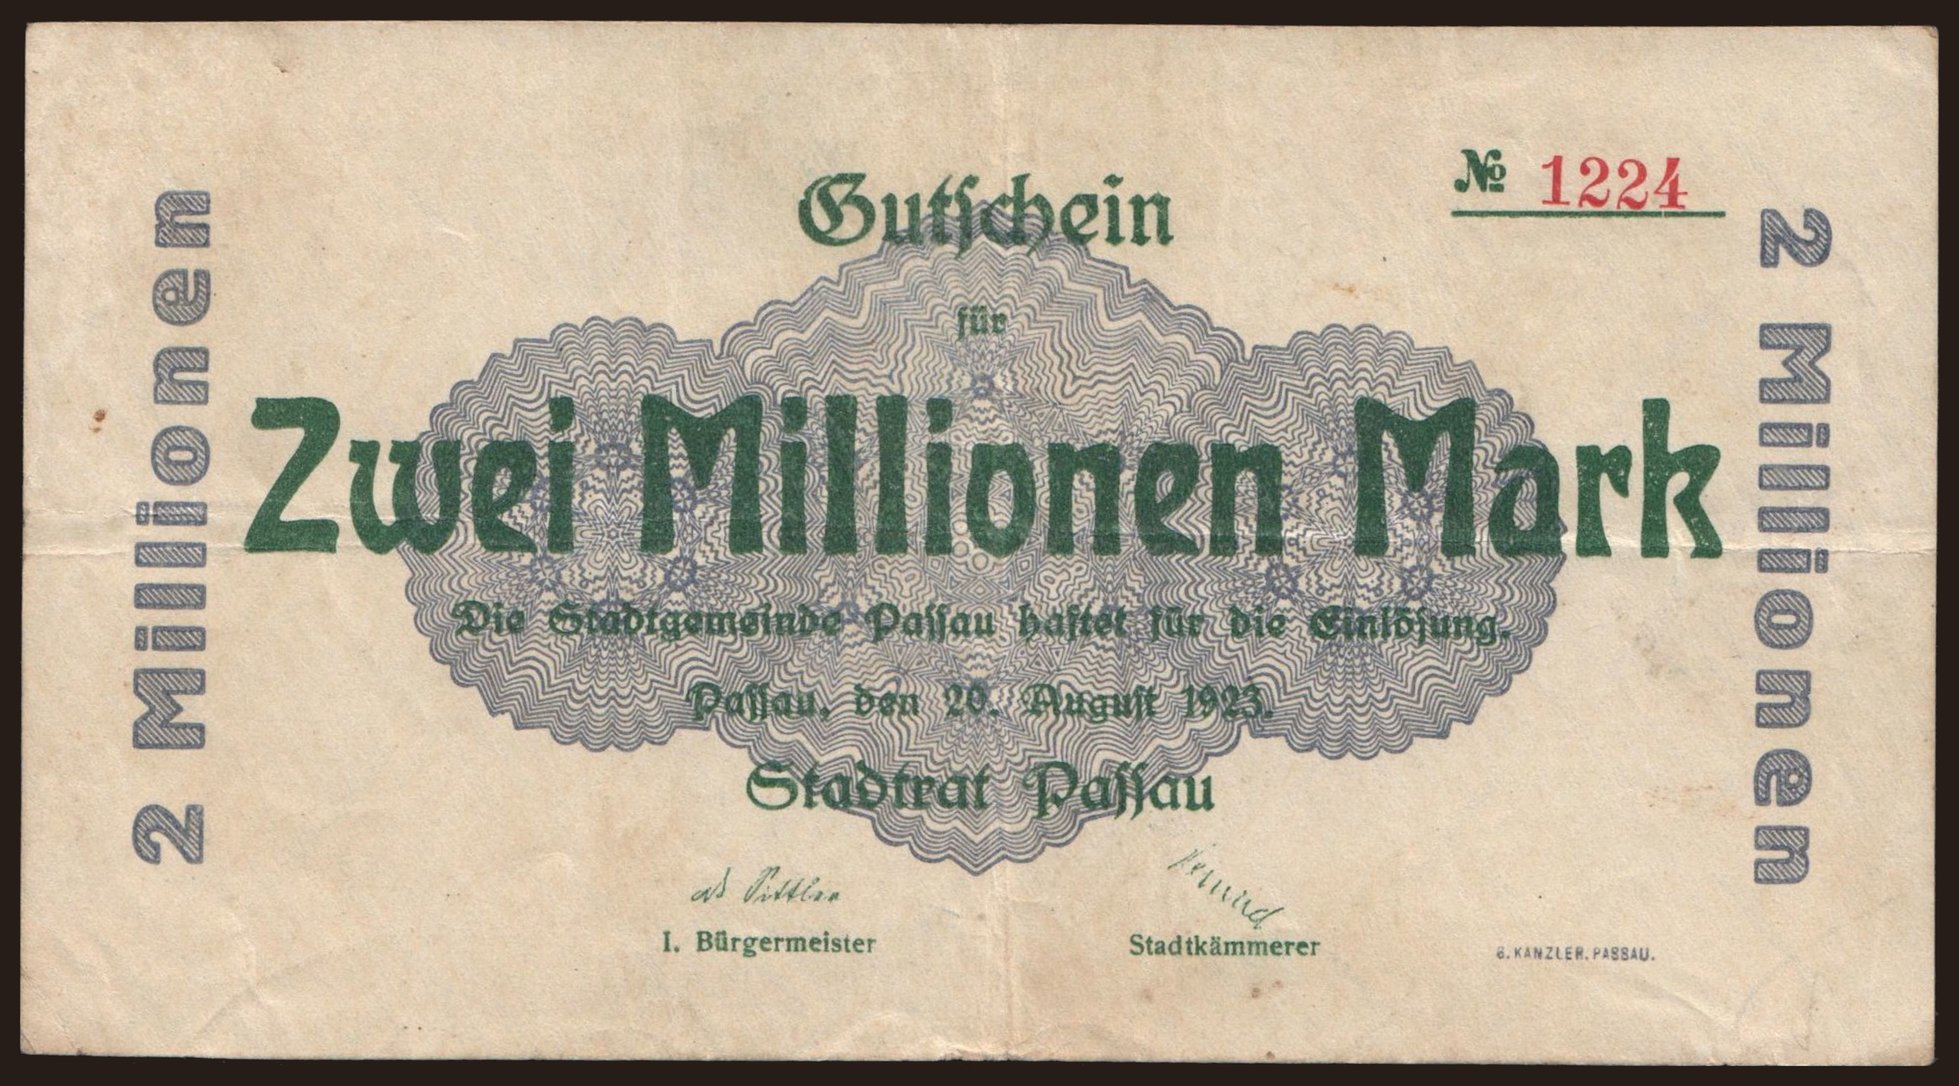 № 1224
Gutschein
für
Zwei Millionen Mark
Die Stadtgemeinde Passau haftet für die Einlösung.
Passau, den 20. August 1923.
Stadtrat Passau
I. Bürgermeister
Stadtkämmerer
G. KANZLER. PASSAU.
2 Millionen
2 Millionen